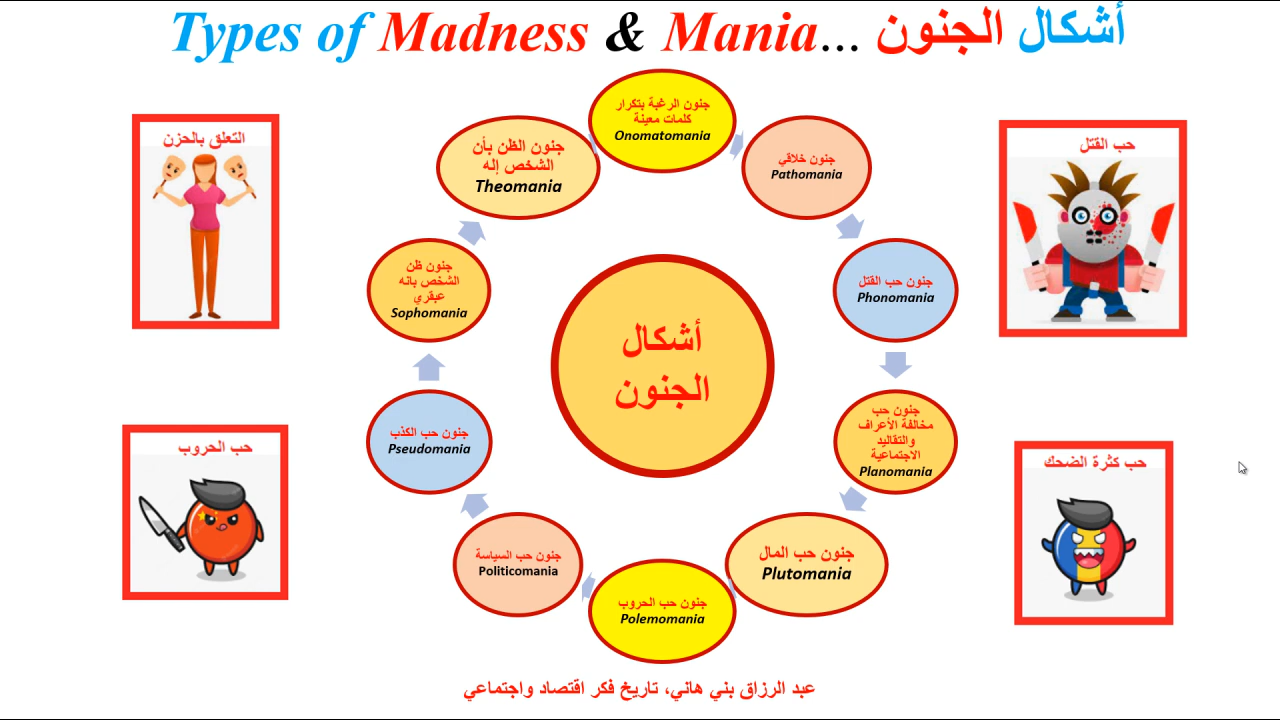 Types of Madness & Mania... أشكال الجنون
التعلق بالحزن
حب القتل
حب الحروب
حب كثرة الضحك
جنون الرغبة بتكرار
كلمات معينة
Onomatomania
جنون خلاقي
Pathomania
جنون حب القتل
Phonomania
جنون حب
مخالفة الأعراف
والتقاليد
الاجتماعية
Planomania
جنون حب المال
Plutomania
جنون حب الحروب
Polemomania
جنون حب السياسة
Politicomania
جنون حب الكذب
Pseudomania
جنون ظن
الشخص بانه
عبقري
Sophomania
جنون الظن بأن
الشخص إله
Theomania
أشكال
الجنون
عبد الرزاق بني هاني، تاريخ فكر اقتصاد واجتماعي